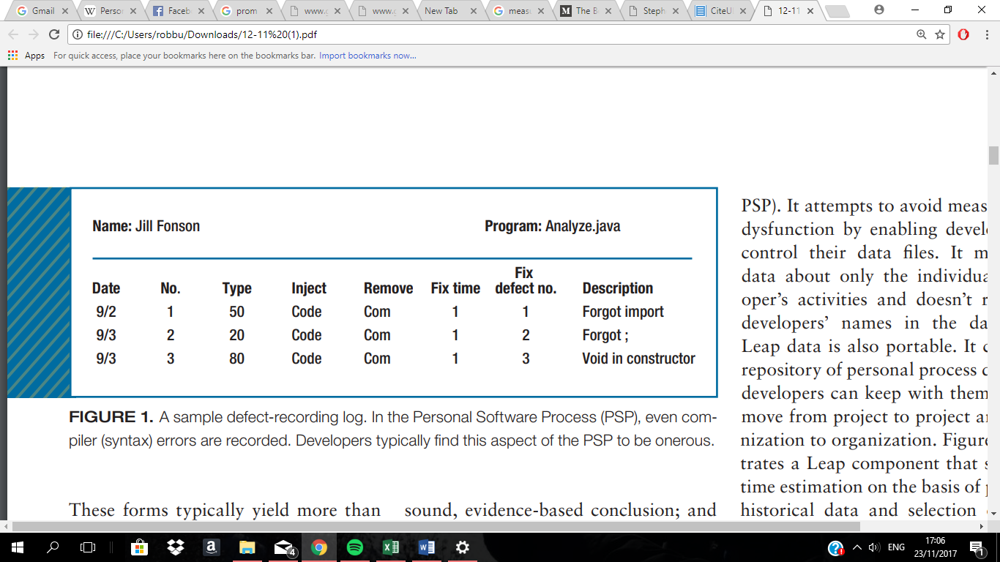 Gmail
Perso
Faceb
prom
www.g
www.g
New Tab
meas
The B
Steph
CiteU
12-11
file:///C:/Users/robbu/Downloads/12-11%20(1).pdf
Apps For quick access, place your bookmarks here on the bookmarks bar. Import bookmarks now...
Name: Jill Fonson Program: Analyze.java
Date No. Type Inject Remove Fix time Fix defect no. Description
9/2 1 50 Code Com 1 1 Forgot import
9/3 2 20 Code Com 1 2 Forgot ;
9/3 3 80 Code Com 1 3 Void in constructor
FIGURE 1. A sample defect-recording log. In the Personal Software Process (PSP), even com-
piler (syntax) errors are recorded. Developers typically find this aspect of the PSP to be onerous.
These forms typically yield more than
sound, evidence-based conclusion; and
PSP). It attempts to avoid meas
dysfunction by enabling devel
control their data files. It m
data about only the individua
oper's activities and doesn't r
developers' names in the da
Leap data is also portable. It c
repository of personal process d
developers can keep with them
move from project to project a
nization to organization. Figure
trates a Leap component that s
time estimation on the basis of p
historical data and selection
4
ENG
17:06
23/11/2017
1